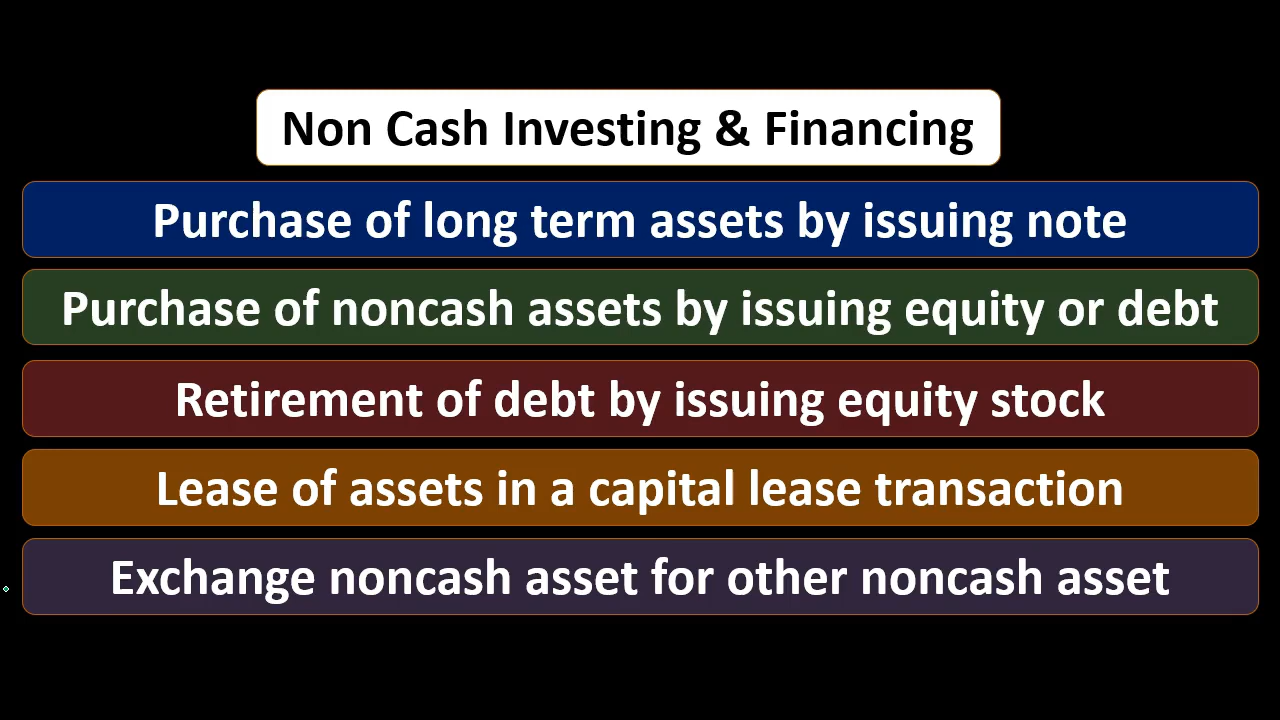 Non Cash Investing & Financing
Purchase of long term assets by issuing note
Purchase of noncash assets by issuing equity or debt
Retirement of debt by issuing equity stock
Lease of assets in a capital lease transaction
Exchange noncash asset for other noncash asset